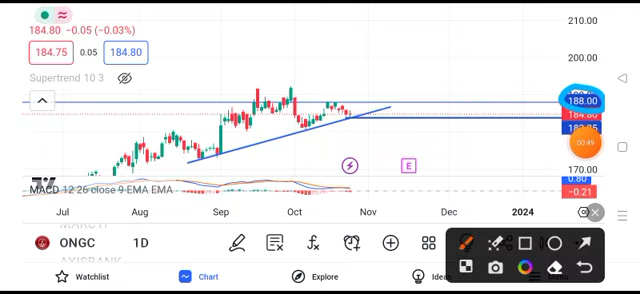 210.00
184.80 -0.05 (-0.03%)
184.75 0.05 184.80
200.00
Supertrend 10 3
188.00
184.80
00:49
170.00
E
0.80
MACD 12 26 close 9 EMA EMA
-0.21
Jul Aug Sep Oct Nov Dec 2024
ONGC 1D
AXISBANK
Watchlist Chart Explore Ideas Menu